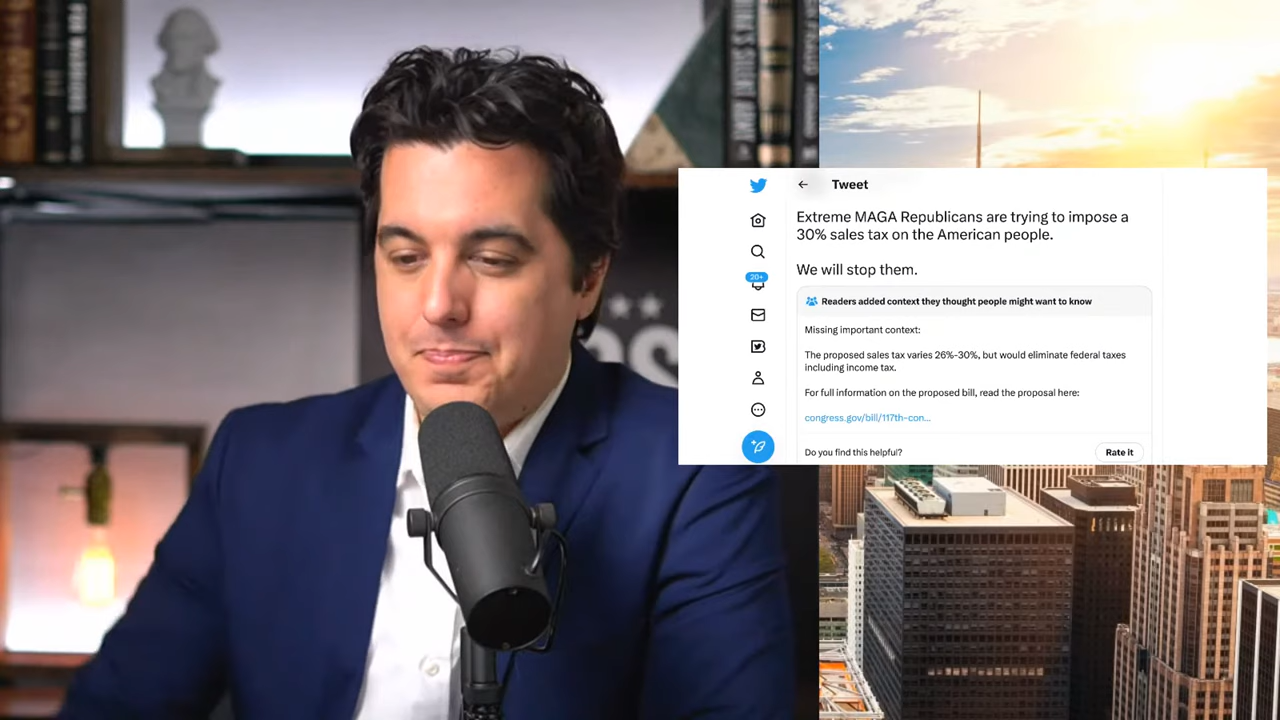 Tweet
Extreme MAGA Republicans are trying to impose a
30% sales tax on the American people.
We will stop them.
20+
Readers added context they thought people might want to know
Missing important context:
The proposed sales tax varies 26%-30%, but would eliminate federal taxes
including income tax.
For full information on the proposed bill, read the proposal here:
congress.gov/bill/117th-con...
Do you find this helpful?
Rate it